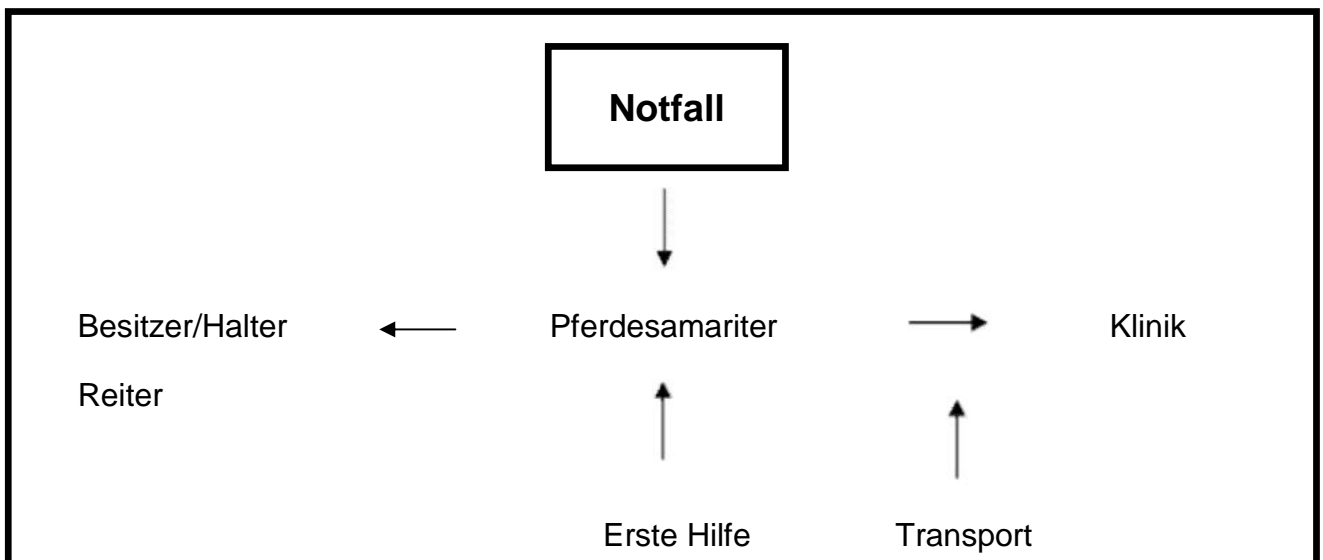 Notfall
Besitzer/Halter Pferdesamariter Klinik
Reiter
Erste Hilfe Transport